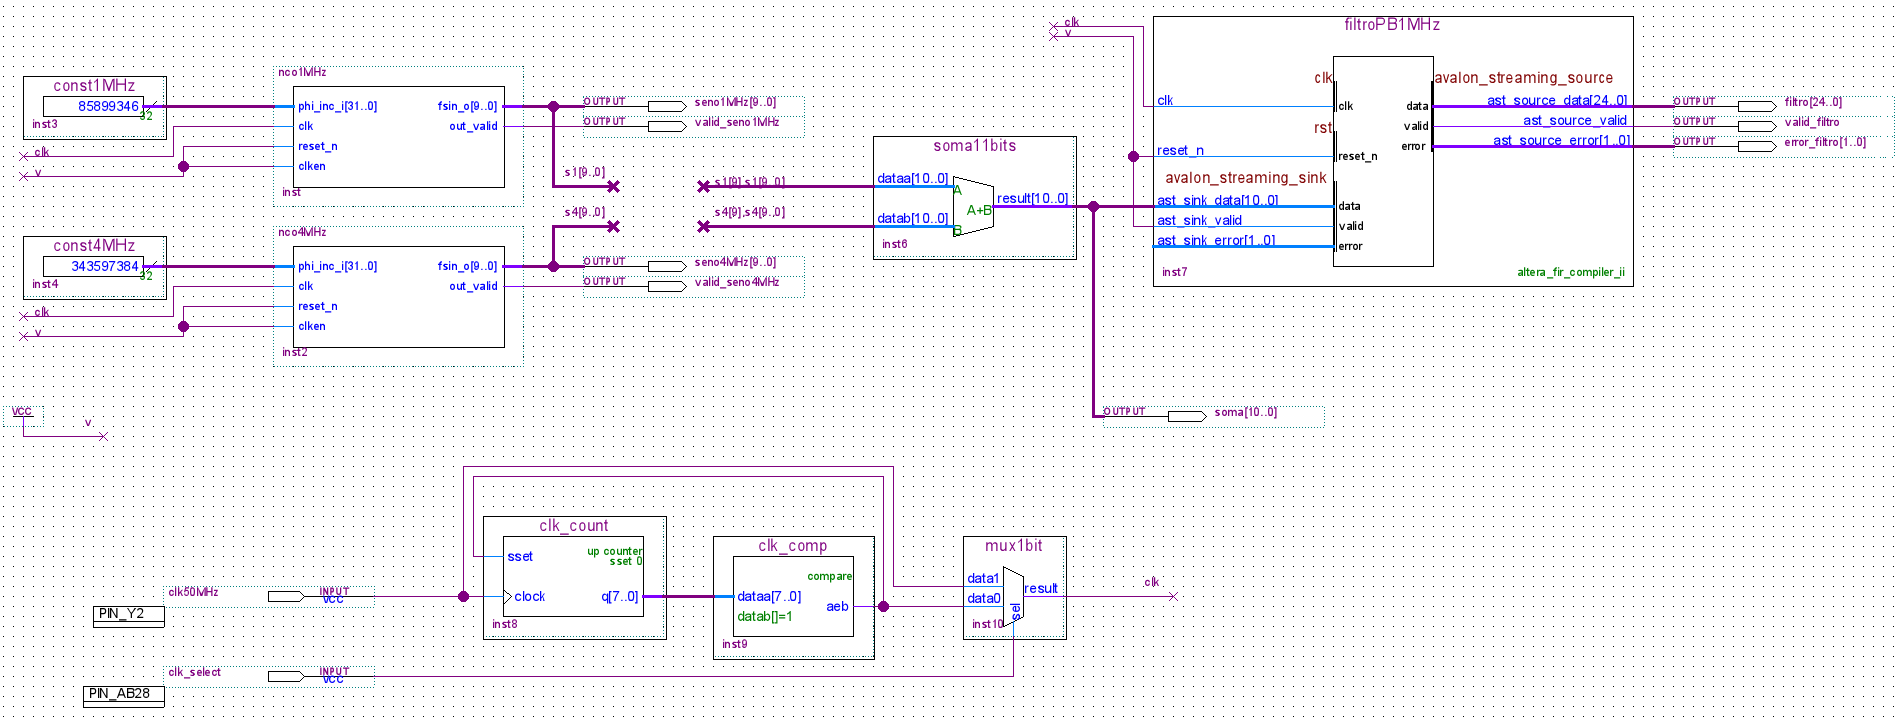 const1MHz
85899346
32
inst3
clk
v
nco1MHz
phi_inc_i[31..0]
clk
reset_n
clken
fsin_o[9..0]
out_valid
inst
OUTPUT
seno1MHz[9..0]
OUTPUT
valid_seno1MHz
s1[9..0]
s1[9],s1[9..0]
s4[9..0]
s4[9],s4[9..0]
const4MHz
343597384
32
inst4
clk
v
nco4MHz
phi_inc_i[31..0]
clk
reset_n
clken
fsin_o[9..0]
out_valid
inst2
OUTPUT
seno4MHz[9..0]
OUTPUT
valid_seno4MHz
soma11bits
dataa[10..0]
A
A+B
result[10..0]
datab[10..0]
B
inst6
clk
v
filtroPB1MHz
clk
avalon_streaming_source
clk
clk
data
ast_source_data[24..0]
valid
ast_source_valid
rst
error
ast_source_error[1..0]
reset_n
reset_n
avalon_streaming_sink
ast_sink_data[10..0]
data
ast_sink_valid
valid
ast_sink_error[1..0]
error
inst7
altera_fir_compiler_ii
OUTPUT
filtro[24..0]
OUTPUT
valid_filtro
OUTPUT
error_filtro[1..0]
VCC
v
OUTPUT
soma[10..0]
clk_count
sset
up counter
sset 0
clock
q[7..0]
inst8
clk_comp
compare
dataa[7..0]
aeb
datab[]=1
inst9
mux1bit
data1
data0
result
sel
inst10
clk
clk50MHz
INPUT
VCC
PIN_Y2
clk_select
INPUT
VCC
PIN_AB28